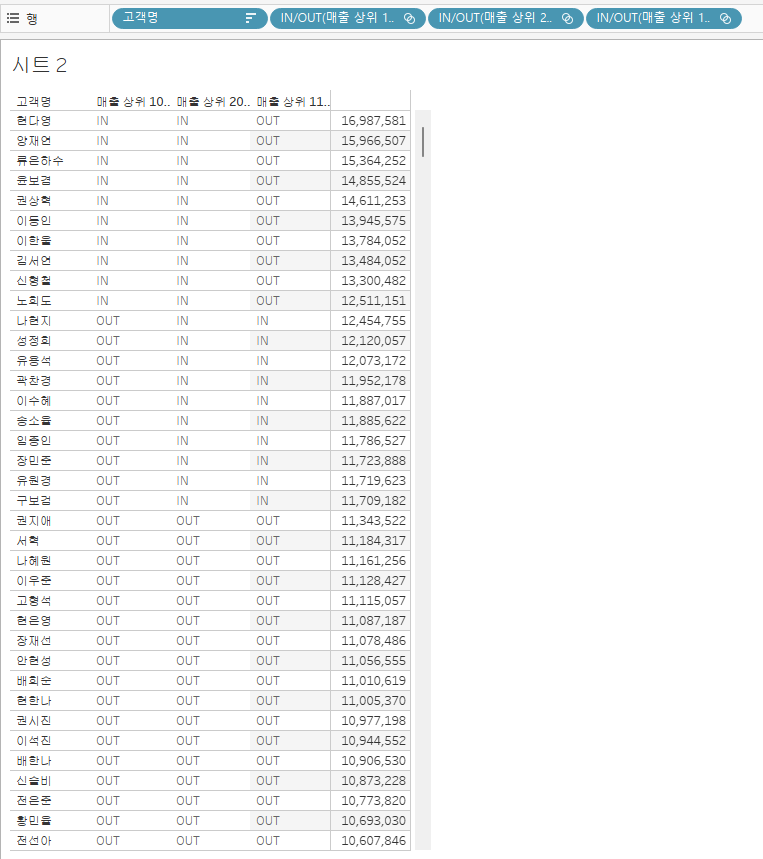 행 고객명 IN/OUT(매출 상위 1.. IN/OUT(매출 상위 2.. IN/OUT(매출 상위 1..
시트 2
고객명 매출 상위 10.. 매출 상위 20.. 매출 상위 11..
현다영 IN IN OUT 16,987,581
양재연 IN IN OUT 15,966,507
류은하수 IN IN OUT 15,364,252
윤보겸 IN IN OUT 14,855,524
권상혁 IN IN OUT 14,611,253
이동인 IN IN OUT 13,945,575
이한울 IN IN OUT 13,784,052
김서연 IN IN OUT 13,484,052
신형철 IN IN OUT 13,300,482
노희도 IN IN OUT 12,511,151
나현지 OUT IN IN 12,454,755
성정희 OUT IN IN 12,120,057
유용석 OUT IN IN 12,073,172
곽찬경 OUT IN IN 11,952,178
이수혜 OUT IN IN 11,887,017
송소율 OUT IN IN 11,885,622
임종인 OUT IN IN 11,786,527
장민준 OUT IN IN 11,723,888
유원경 OUT IN IN 11,719,623
구보검 OUT IN IN 11,709,182
권지애 OUT OUT OUT 11,343,522
서혁 OUT OUT OUT 11,184,317
나혜원 OUT OUT OUT 11,161,256
이우준 OUT OUT OUT 11,128,427
고형석 OUT OUT OUT 11,115,057
현은영 OUT OUT OUT 11,087,187
장재선 OUT OUT OUT 11,078,486
안현성 OUT OUT OUT 11,056,555
배희순 OUT OUT OUT 11,010,619
현한나 OUT OUT OUT 11,005,370
권시진 OUT OUT OUT 10,977,198
이석진 OUT OUT OUT 10,944,552
배한나 OUT OUT OUT 10,906,530
신슬비 OUT OUT OUT 10,873,228
전은준 OUT OUT OUT 10,773,820
황민율 OUT OUT OUT 10,693,030
전선아 OUT OUT OUT 10,607,846